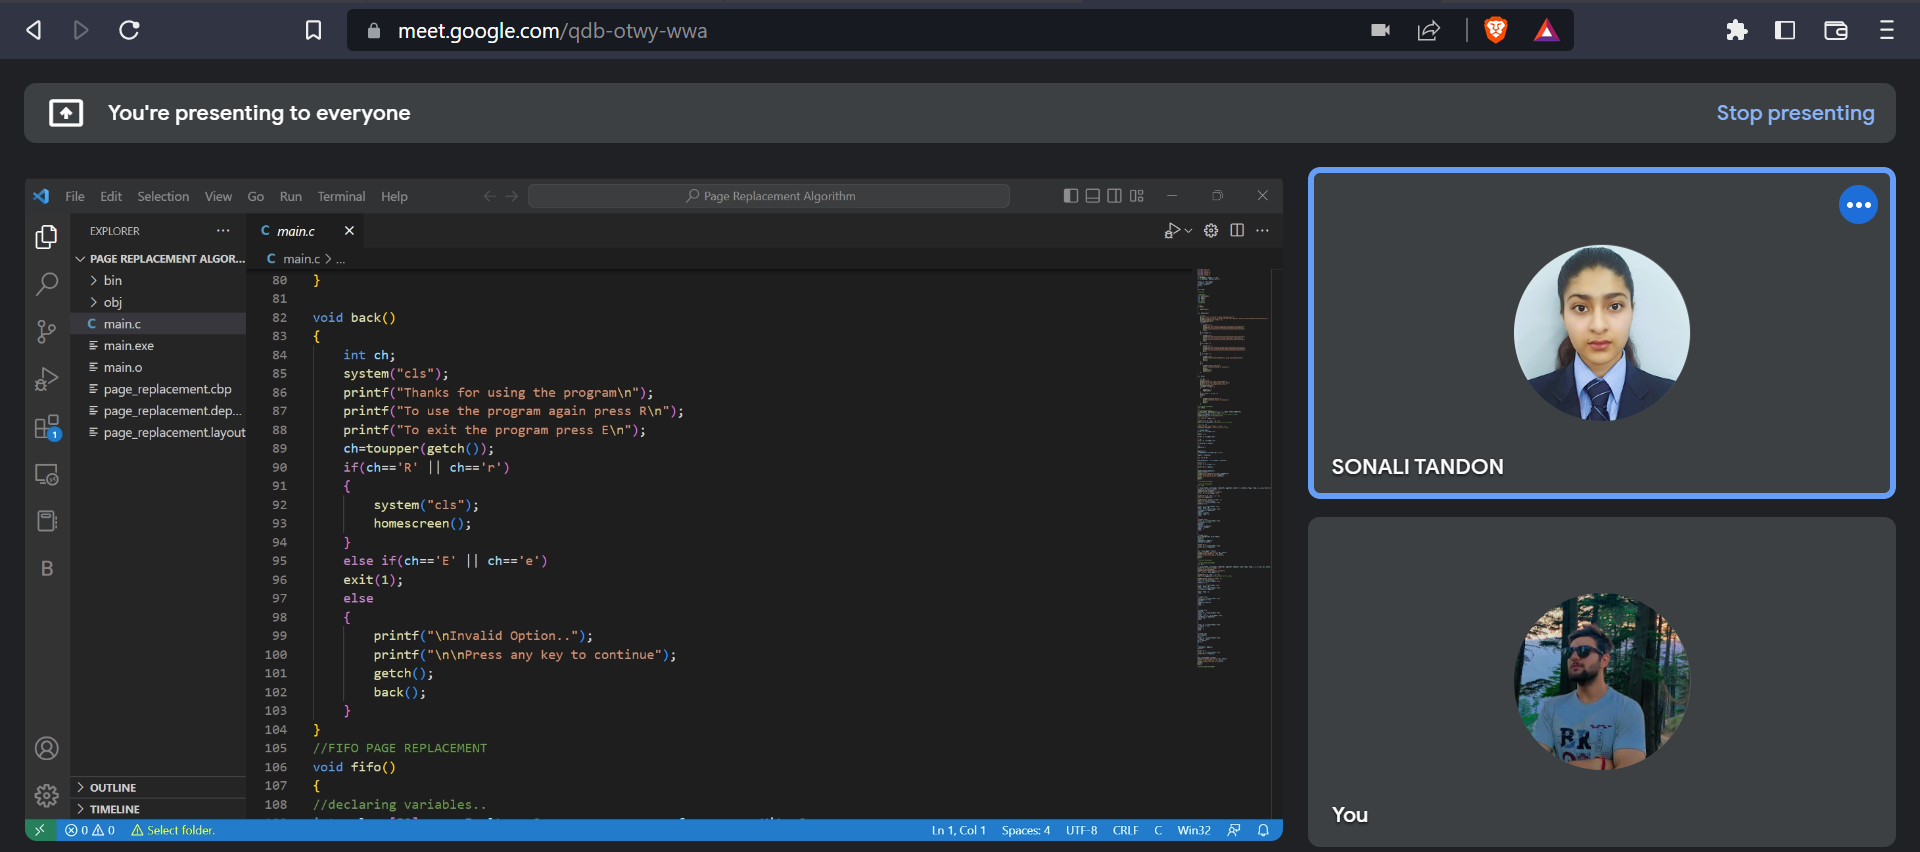 meet.google.com/qdb-otwy-wwa
You're presenting to everyone
Stop presenting
File Edit Selection View Go Run Terminal Help
Page Replacement Algorithm
EXPLORER
PAGE REPLACEMENT ALGOR...
bin
obj
C main.c
main.exe
main.o
page_replacement.cbp
page_replacement.dep...
page_replacement.layout
OUTLINE
TIMELINE
B
1
C main.c
C main.c > ...
80 }
81
82 void back()
83 {
84 int ch;
85 system("cls");
86 printf("Thanks for using the program\n");
87 printf("To use the program again press R\n");
88 printf("To exit the program press E\n");
89 ch=toupper(getch());
90 if(ch=='R' || ch=='r')
91 {
92 system("cls");
93 homescreen();
94 }
95 else if(ch=='E' || ch=='e')
96 exit(1);
97 else
98 {
99 printf("\nInvalid Option..");
100 printf("\n\nPress any key to continue");
101 getch();
102 back();
103 }
104 }
105 //FIFO PAGE REPLACEMENT
106 void fifo()
107 {
108 //declaring variables..
0 0 Select folder.
Ln 1, Col 1 Spaces: 4 UTF-8 CRLF C Win32
SONALI TANDON
BR
You